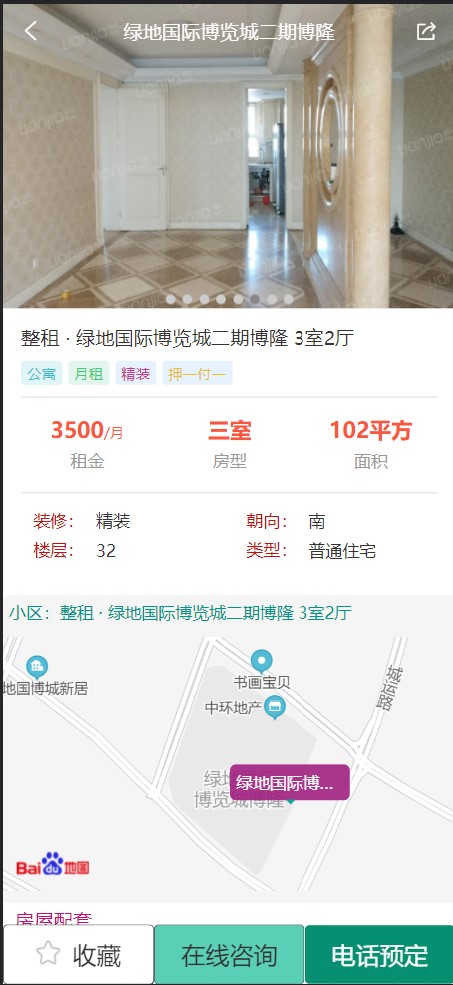 绿地国际博览城二期博隆
lianjia
整租 · 绿地国际博览城二期博隆 3室2厅
公寓 月租 精装 押一付一
3500/月 三室 102平方
租金 房型 面积
装修： 精装 朝向： 南
楼层： 32 类型： 普通住宅
小区：整租 · 绿地国际博览城二期博隆 3室2厅
城运路
地国博城新居
书画宝贝
中环地产
绿地
绿地国际博...
博览城博隆
Bai du 地图
房屋配套
收藏 在线咨询 电话预定